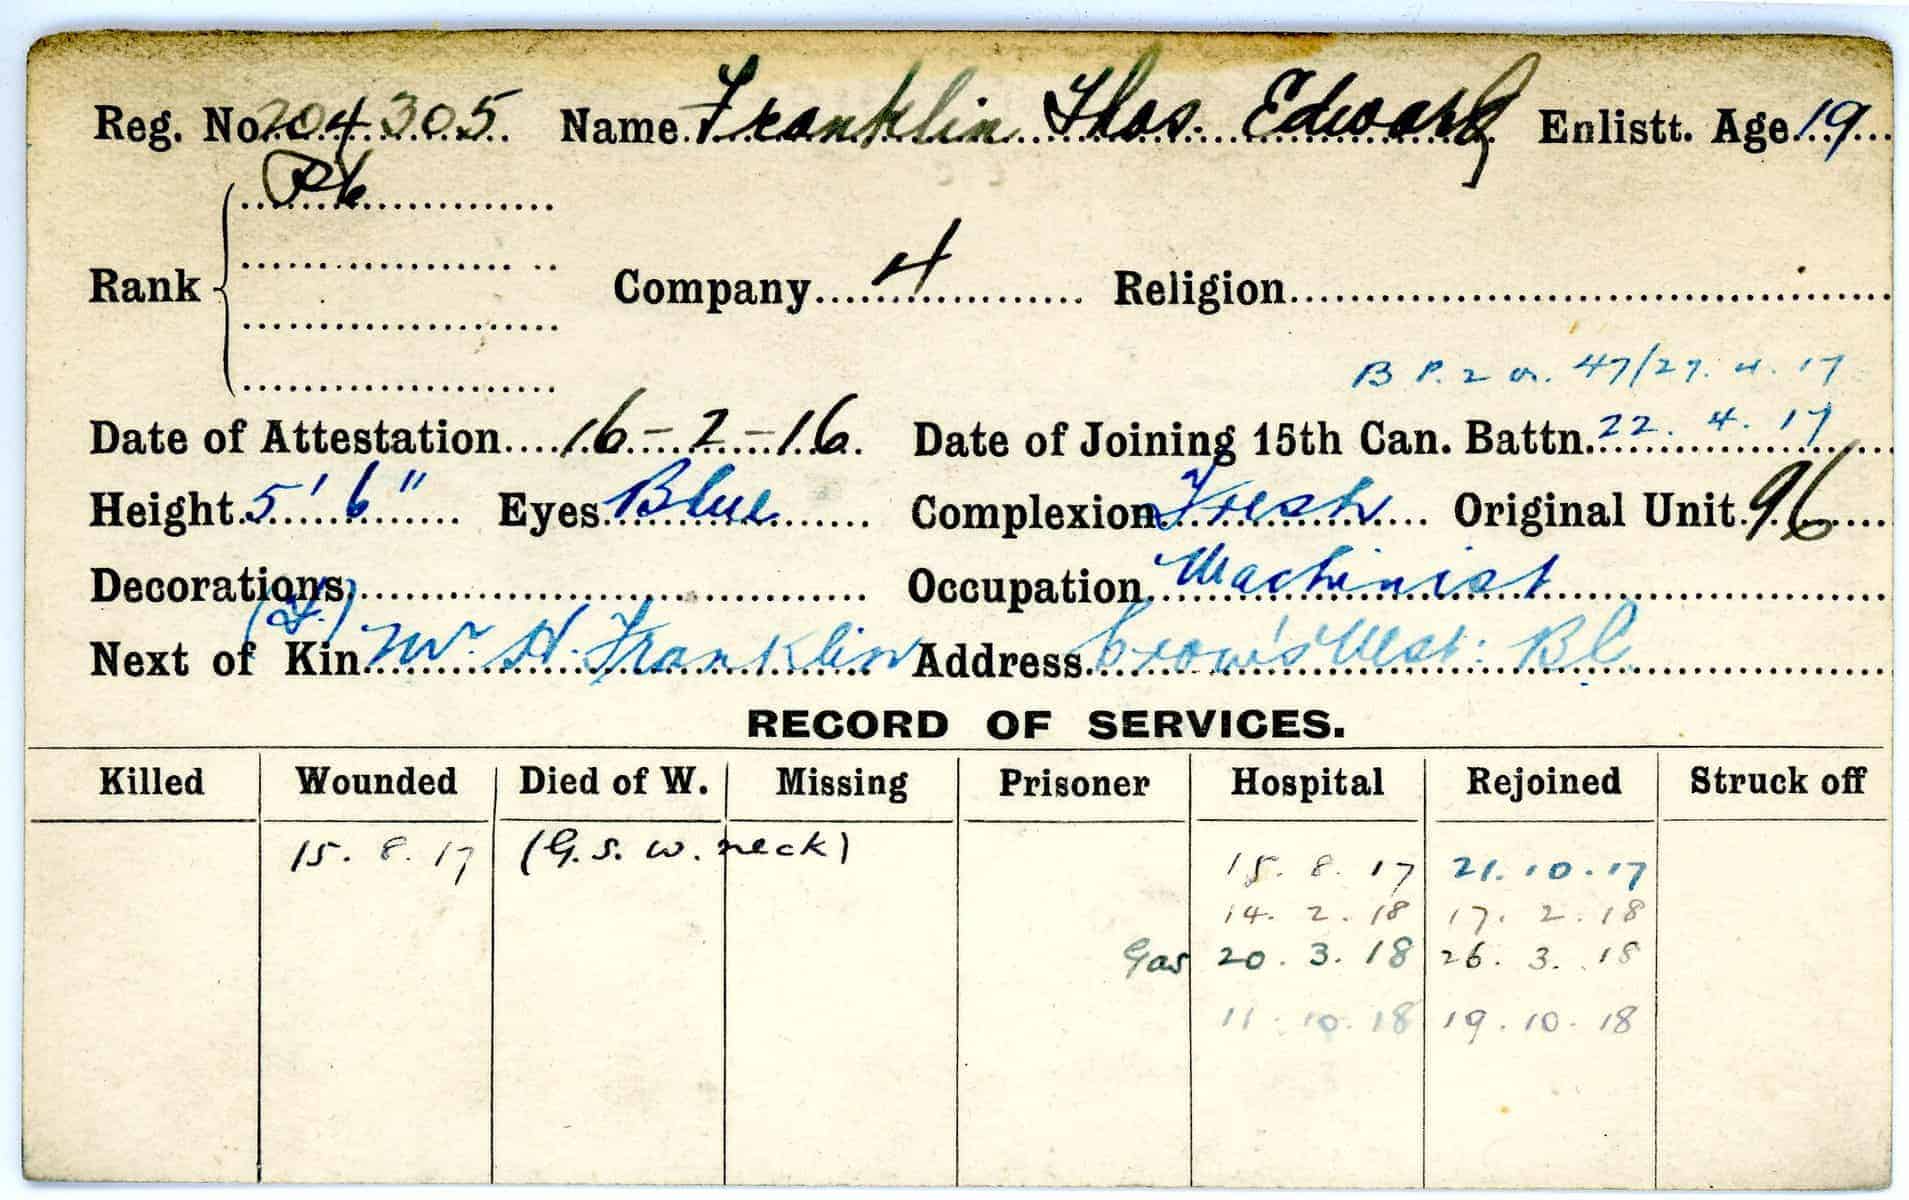 Reg. No. 204305 Name. Franklin Thos. Edward Enlistt. Age. 19
Pte
Rank Company 4 Religion
B P. 2 O. 47/27. 4. 17
Date of Attestation 16-2-16. Date of Joining 15th Can. Battn. 22. 4. 17
Height. 5' 6" Eyes. Blue Complexion Fresh Original Unit. 96
Decorations Occupation Machinist
(F.)
Next of Kin Mr H. Franklin Address Crow's Nest: BC
RECORD OF SERVICES.
Killed Wounded Died of W. Missing Prisoner Hospital Rejoined Struck off
15. 8. 17 (G. S. W. neck) 15. 8. 17 21. 10. 17
14. 2. 18 17. 2. 18
Gas 20. 3. 18 26. 3. 18
11. 10. 18 19. 10. 18